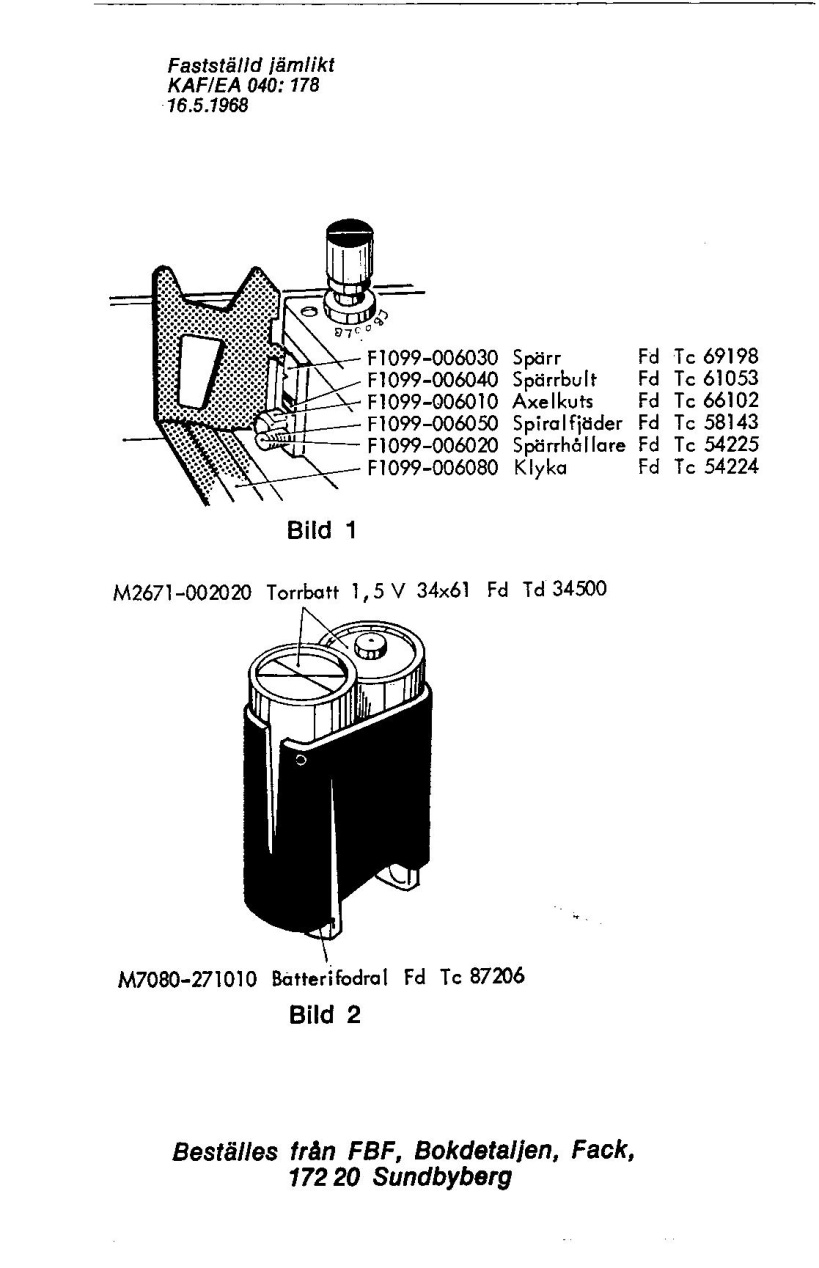 Fastställd jämlikt
KAF/EA 040: 178
16.5.1968
F1099-006030 Spärr Fd Tc 69198
F1099-006040 Spärrbult Fd Tc 61053
F1099-006010 Axelkuts Fd Tc 66102
F1099-006050 Spiralfjäder Fd Tc 58143
F1099-006020 Spärrhållare Fd Tc 54225
F1099-006080 Klyka Fd Tc 54224
Bild 1
M2671-002020 Torrbatt 1,5 V 34x61 Fd Td 34500
M7080-271010 Batterifodral Fd Tc 87206
Bild 2
Beställes från FBF, Bokdetaljen, Fack,
172 20 Sundbyberg